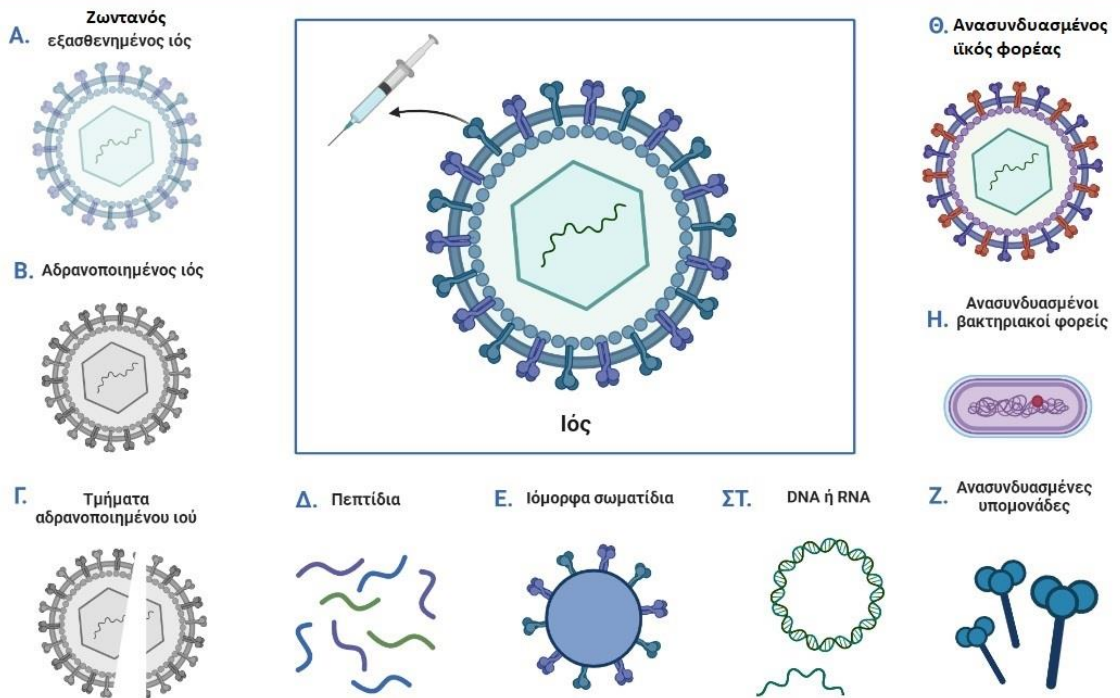 Α. Ζωντανός
εξασθενημένος ιός
Β. Αδρανοποιημένος ιός
Γ. Τμήματα
αδρανοποιημένου ιού
Δ. Πεπτίδια
Ε. Ιόμορφα σωματίδια
ΣΤ. DNA ή RNA
Ζ. Ανασυνδυασμένες
υπομονάδες
Η. Ανασυνδυασμένοι
βακτηριακοί φορείς
Θ. Ανασυνδυασμένος
ιϊκός φορέας
Ιός